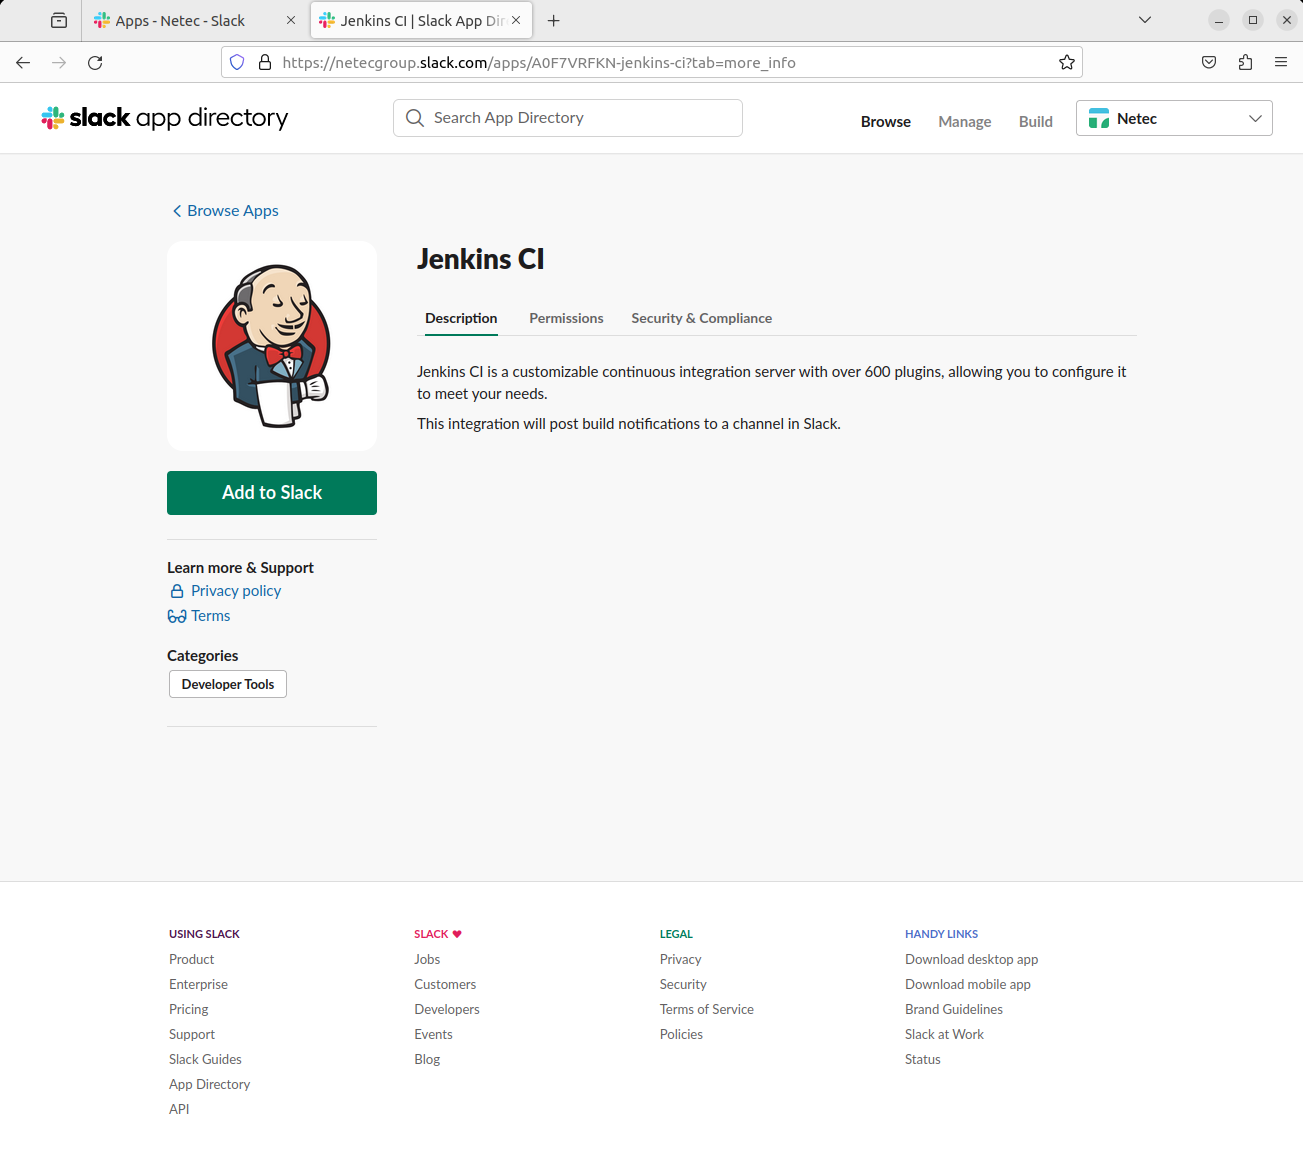 Apps - Netec - Slack
Jenkins CI | Slack App Dir
https://netecgroup.slack.com/apps/A0F7VRFKN-jenkins-ci?tab=more_info
slack app directory
Search App Directory
Browse
Manage
Build
Netec
Browse Apps
Jenkins CI
Description
Permissions
Security & Compliance
Jenkins CI is a customizable continuous integration server with over 600 plugins, allowing you to configure it
to meet your needs.
This integration will post build notifications to a channel in Slack.
Add to Slack
Learn more & Support
Privacy policy
Terms
Categories
Developer Tools
USING SLACK
Product
Enterprise
Pricing
Support
Slack Guides
App Directory
API
SLACK ♥
Jobs
Customers
Developers
Events
Blog
LEGAL
Privacy
Security
Terms of Service
Policies
HANDY LINKS
Download desktop app
Download mobile app
Brand Guidelines
Slack at Work
Status